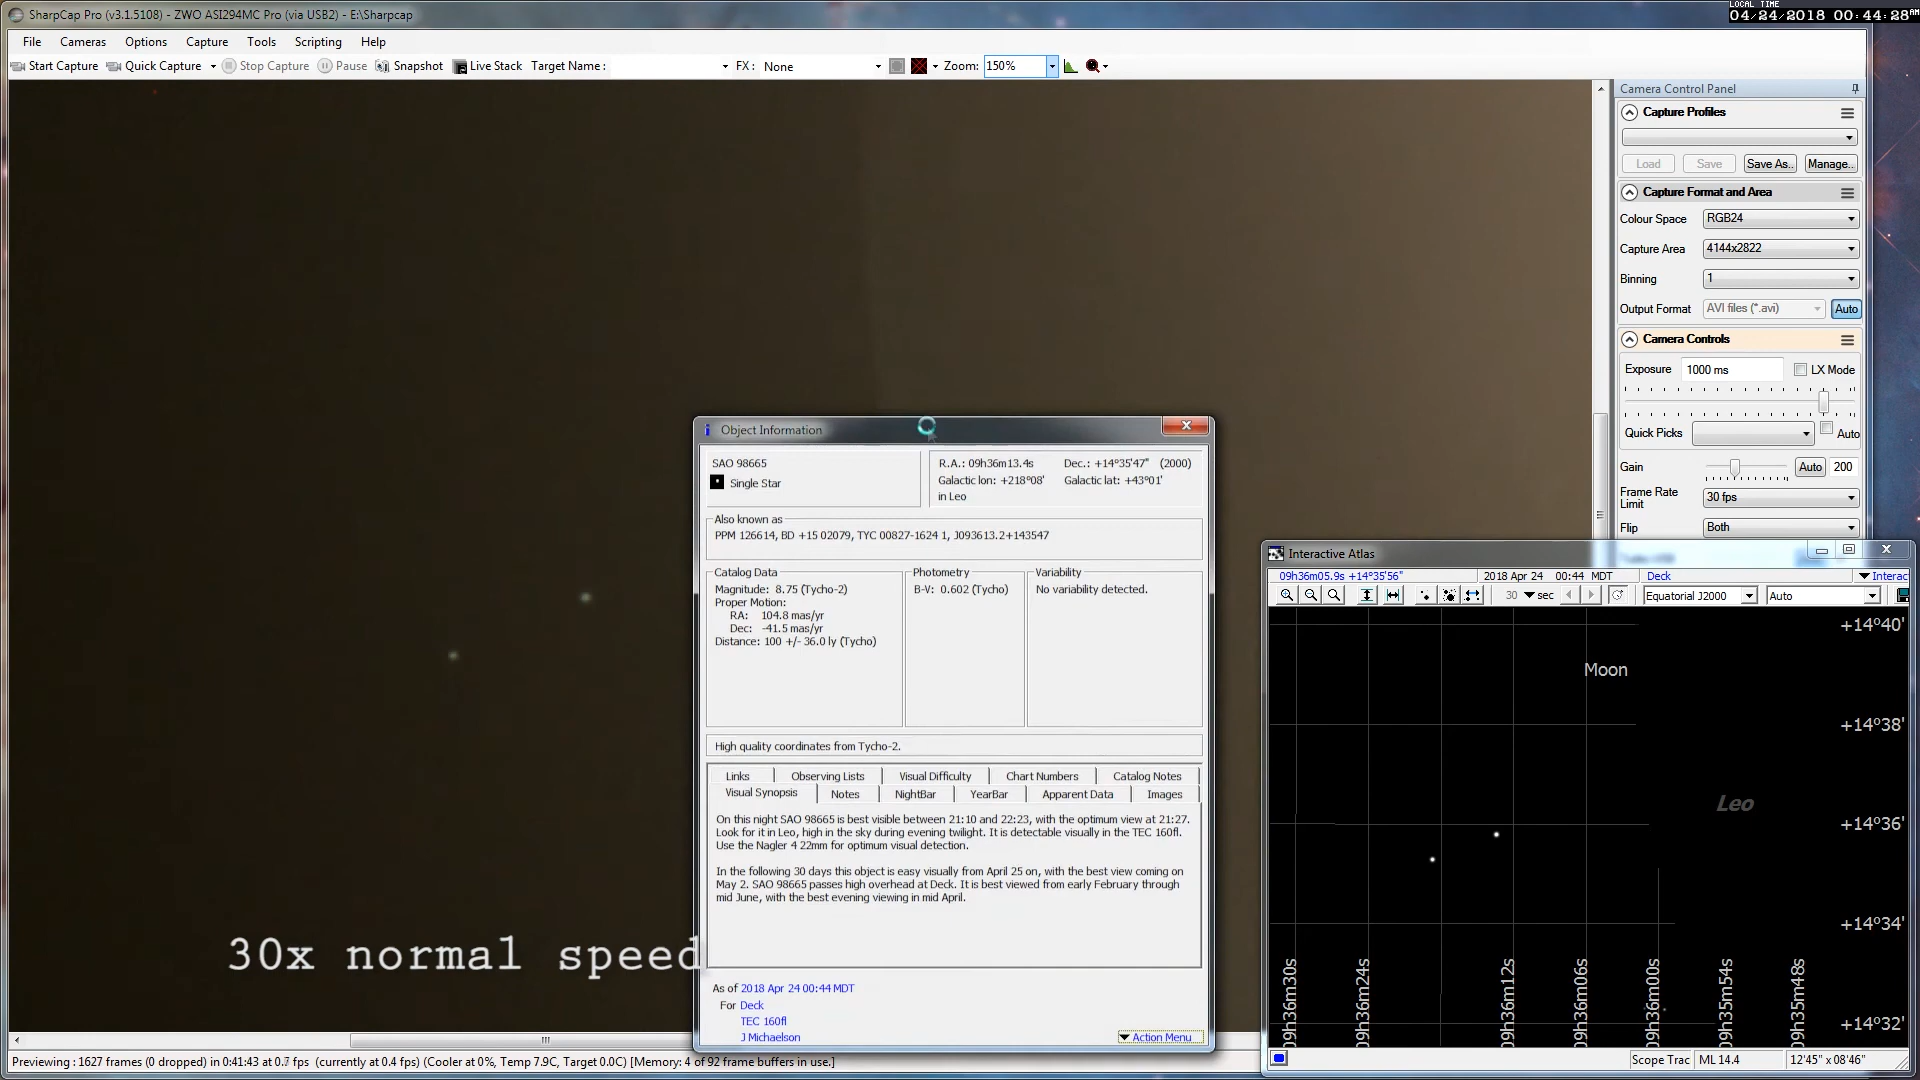 SharpCap Pro (v3.1.5108) - ZWO ASI294MC Pro (via USB2) - E:\Sharpcap
LOCAL TIME
04/24/2018 00:44:28 AM
File Cameras Options Capture Tools Scripting Help
Start Capture Quick Capture Stop Capture Pause Snapshot Live Stack Target Name : FX : None Zoom: 150%
Camera Control Panel
Capture Profiles
Load Save Save As.. Manage..
Capture Format and Area
Colour Space RGB24
Capture Area 4144x2822
Binning 1
Output Format AVI files (*.avi) Auto
Camera Controls
Exposure 1000 ms LX Mode
Quick Picks Auto
Gain Auto 200
Frame Rate Limit 30 fps
Flip Both
Object Information
SAO 98665
Single Star
R.A.: 09h36m13.4s Dec.: +14°35'47" (2000)
Galactic lon: +218°08' Galactic lat: +43°01'
in Leo
Also known as
PPM 126614, BD +15 02079, TYC 00827-1624 1, J093613.2+143547
Catalog Data
Magnitude: 8.75 (Tycho-2)
Proper Motion:
RA: 104.8 mas/yr
Dec: -41.5 mas/yr
Distance: 100 +/- 36.0 ly (Tycho)
Photometry
B-V: 0.602 (Tycho)
Variability
No variability detected.
High quality coordinates from Tycho-2.
Links Observing Lists Visual Difficulty Chart Numbers Catalog Notes
Visual Synopsis Notes NightBar YearBar Apparent Data Images
On this night SAO 98665 is best visible between 21:10 and 22:23, with the optimum view at 21:27.
Look for it in Leo, high in the sky during evening twilight. It is detectable visually in the TEC 160fl.
Use the Nagler 4 22mm for optimum visual detection.
In the following 30 days this object is easy visually from April 25 on, with the best view coming on
May 2. SAO 98665 passes high overhead at Deck. It is best viewed from early February through
mid June, with the best evening viewing in mid April.
As of 2018 Apr 24 00:44 MDT
For Deck
TEC 160fl
J Michaelson
Action Menu
30x normal speed
Interactive Atlas
09h36m05.9s +14°35'56" 2018 Apr 24 00:44 MDT Deck Interac
30 sec Equatorial J2000 Auto
+14°40'
Moon
+14°38'
Leo
+14°36'
+14°34'
+14°32'
09h36m30s 09h36m24s 09h36m12s 09h36m06s 09h36m00s 09h35m54s 09h35m48s
Scope Trac ML 14.4 12'45" x 08'46"
Previewing : 1627 frames (0 dropped) in 0:41:43 at 0.7 fps (currently at 0.4 fps) (Cooler at 0%, Temp 7.9C, Target 0.0C) [Memory: 4 of 92 frame buffers in use.]